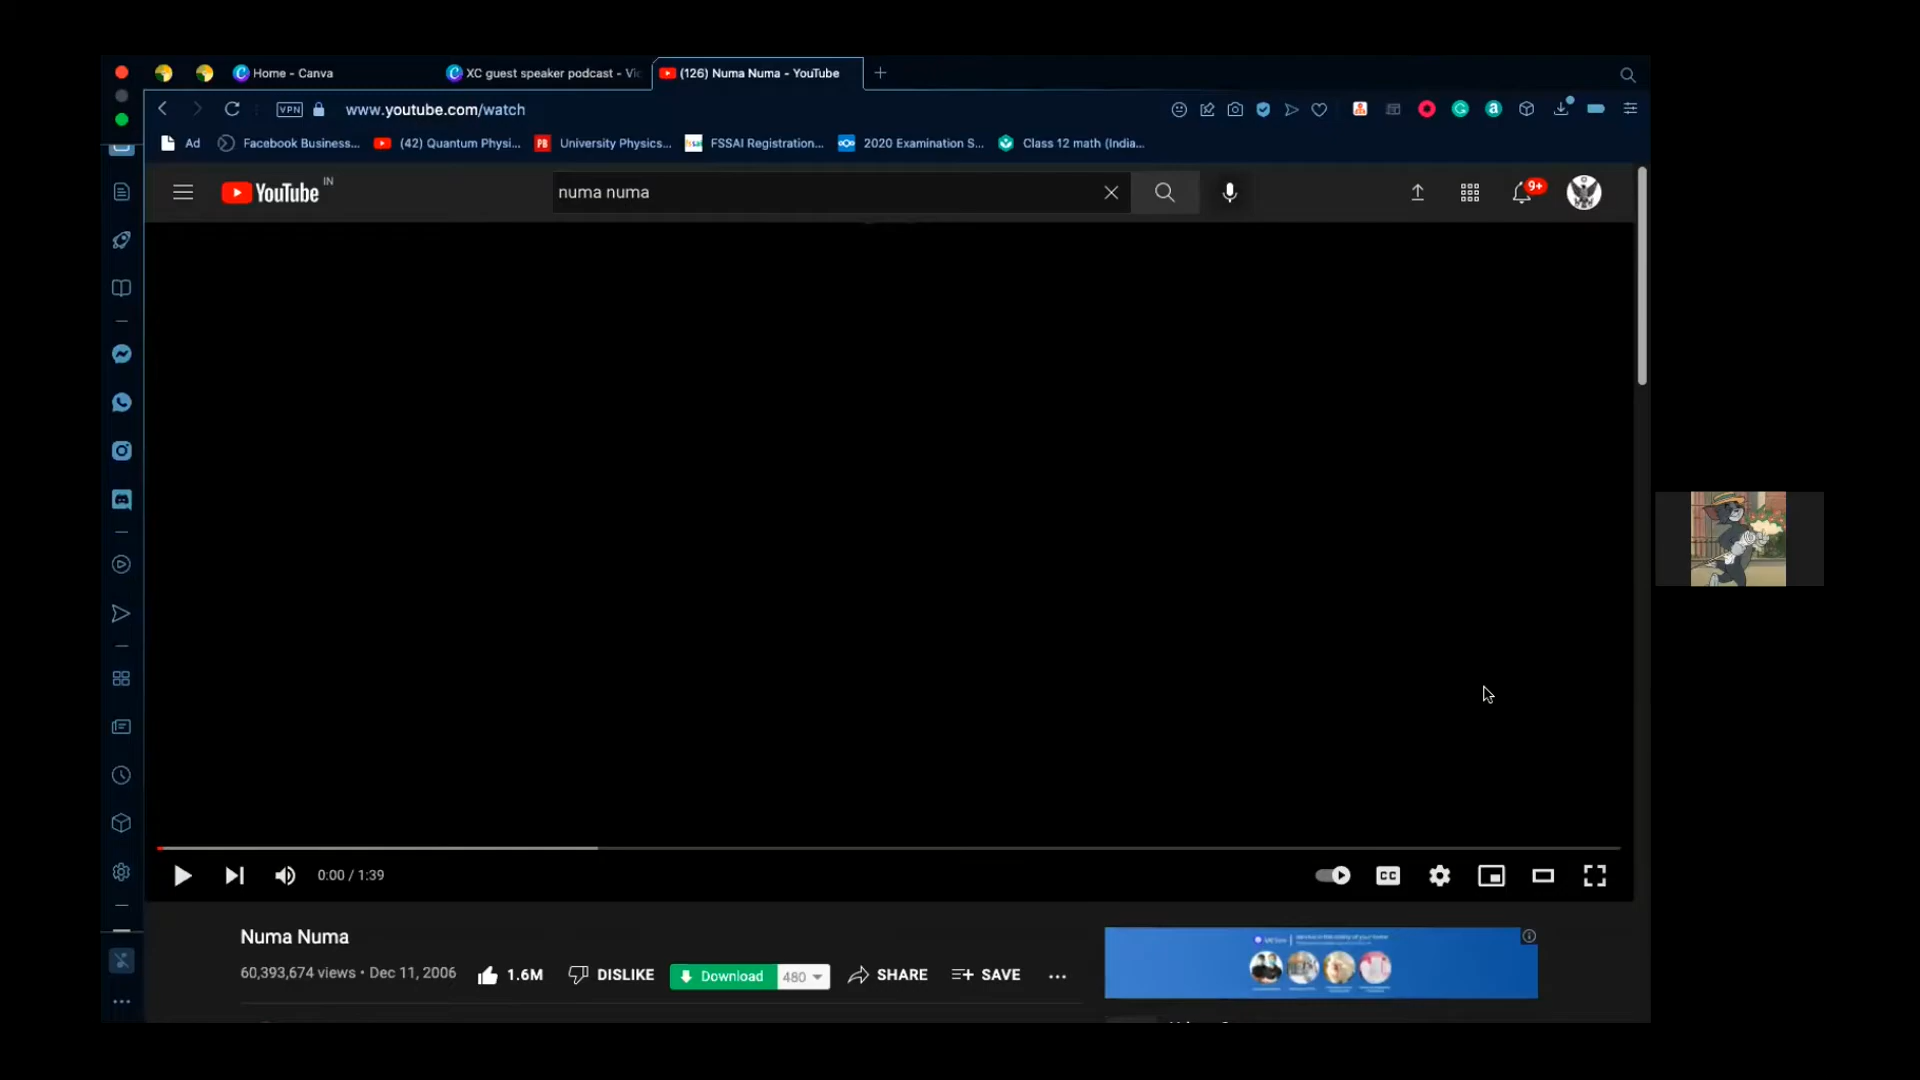 Home - Canva
XC guest speaker podcast - Vi
(126) Numa Numa - YouTube
VPN
www.youtube.com/watch
Ad
Facebook Business...
(42) Quantum Physi...
PB
University Physics...
fssai
FSSAI Registration...
2020 Examination S...
Class 12 math (India...
YouTube IN
numa numa
9+
0:00 / 1:39
CC
Numa Numa
60,393,674 views • Dec 11, 2006
1.6M
DISLIKE
Download
480
SHARE
SAVE